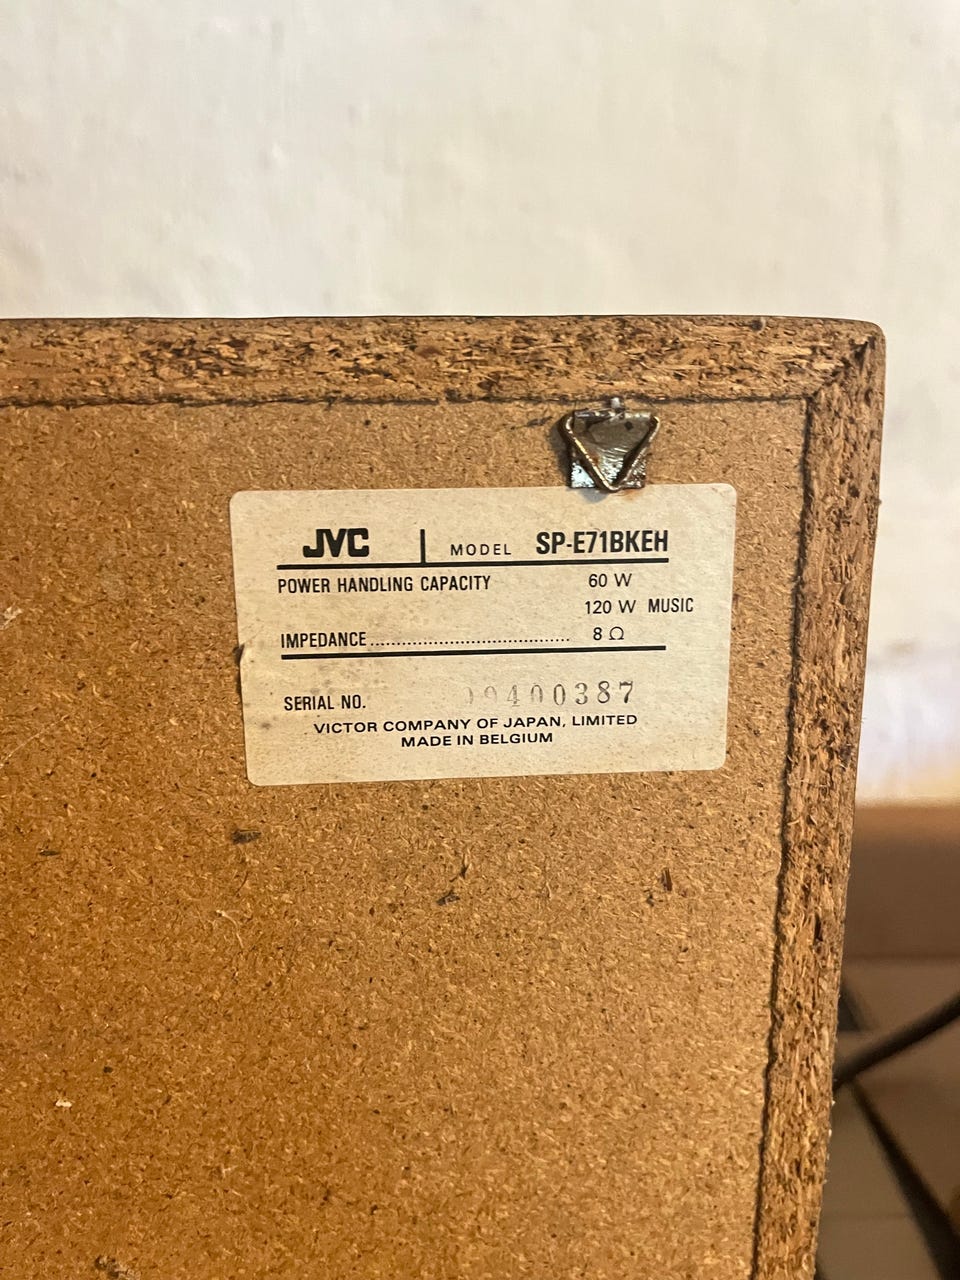 JVC | MODEL SP-E71BKEH
POWER HANDLING CAPACITY 60 W
120 W MUSIC
IMPEDANCE.................................... 8 Ω
SERIAL NO.
VICTOR COMPANY OF JAPAN, LIMITED
MADE IN BELGIUM